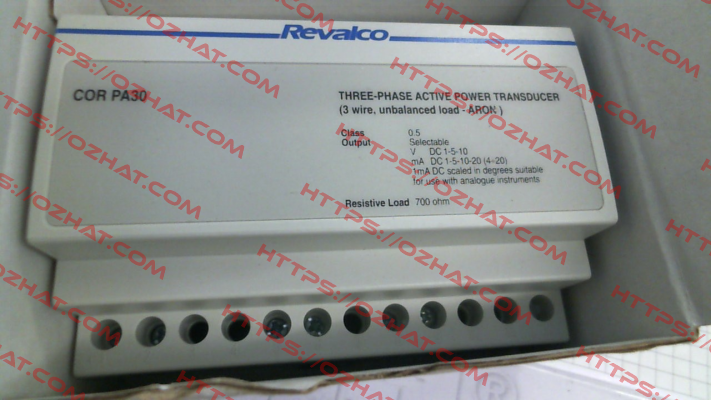 Revalco
COR PA30
THREE-PHASE ACTIVE POWER TRANSDUCER
(3 wire, unbalanced load - ARON)
Class 0.5
Output Selectable
V DC 1-5-10
mA DC 1-5-10-20 (4-20)
1mA DC scaled in degrees suitable
for use with analogue instruments
Resistive Load 700 ohm
HTTPS://OZHAT.COM